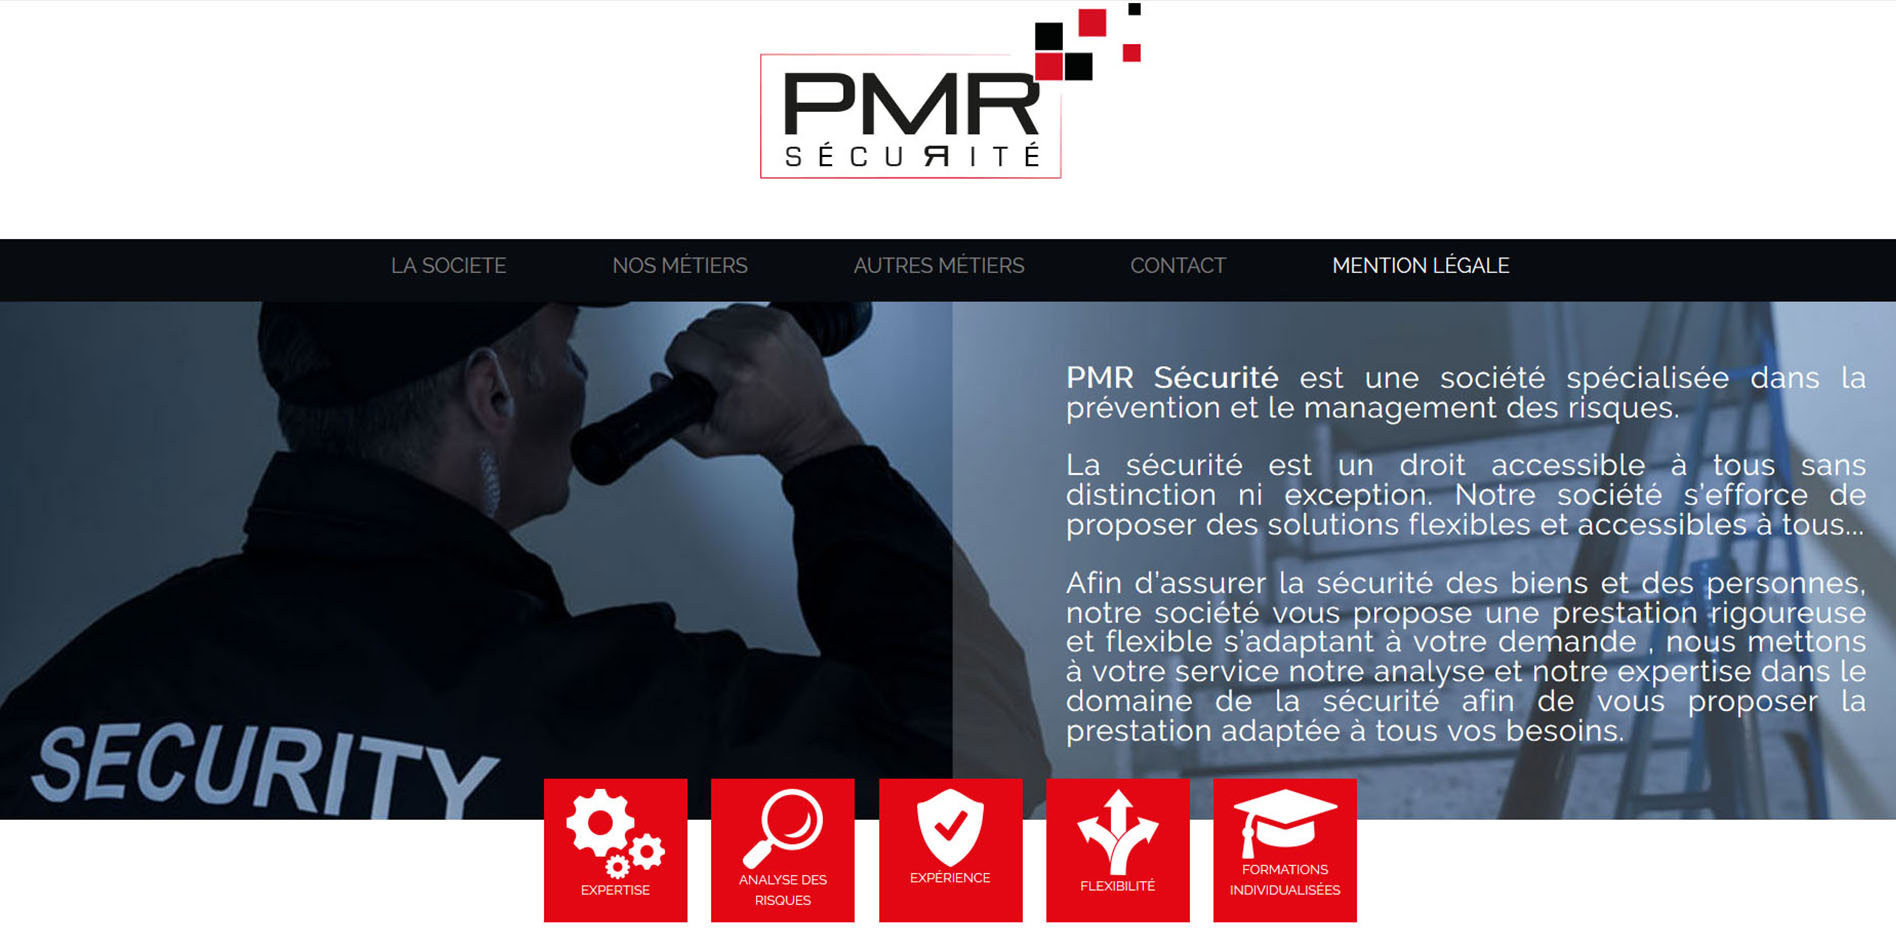 PMR
SÉCURITÉ
LA SOCIETE
NOS MÉTIERS
AUTRES MÉTIERS
CONTACT
MENTION LÉGALE
PMR Sécurité est une société spécialisée dans la
prévention et le management des risques.
La sécurité est un droit accessible à tous sans
distinction ni exception. Notre société s’efforce de
proposer des solutions flexibles et accessibles à tous...
Afin d’assurer la sécurité des biens et des personnes,
notre société vous propose une prestation rigoureuse
et flexible s’adaptant à votre demande , nous mettons
à votre service notre analyse et notre expertise dans le
domaine de la sécurité afin de vous proposer la
prestation adaptée à tous vos besoins.
SECURITY
EXPERTISE
ANALYSE DES
RISQUES
EXPÉRIENCE
FLEXIBILITÉ
FORMATIONS
INDIVIDUALISÉES